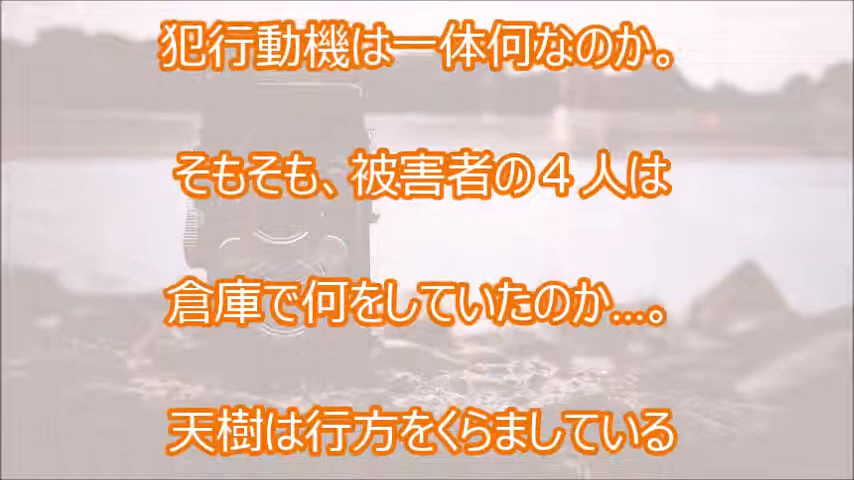 犯行動機は一体何なのか。
そもそも、被害者の４人は
倉庫で何をしていたのか…。
天樹は行方をくらましている